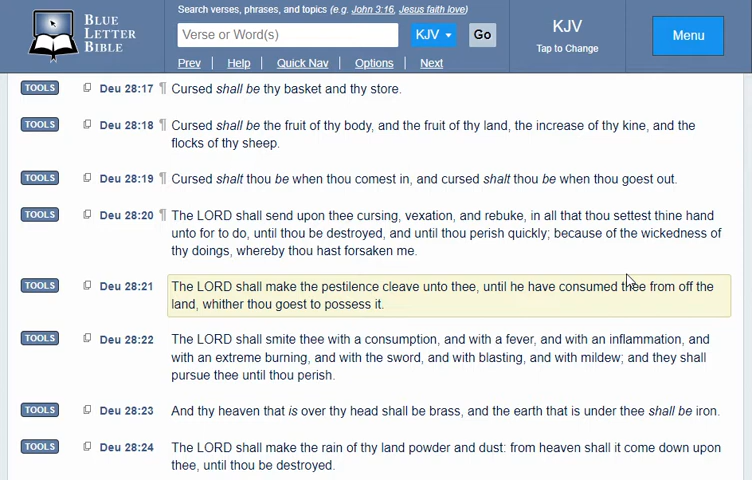 BLUE
LETTER
BIBLE
Search verses, phrases, and topics (e.g. John 3:16, Jesus faith love)
Verse or Word(s)
KJV
Go
Prev | Help | Quick Nav | Options | Next
KJV
Tap to Change
Menu
TOOLS Deu 28:17 ¶ Cursed shall be thy basket and thy store.
TOOLS Deu 28:18 ¶ Cursed shall be the fruit of thy body, and the fruit of thy land, the increase of thy kine, and the
flocks of thy sheep.
TOOLS Deu 28:19 ¶ Cursed shalt thou be when thou comest in, and cursed shalt thou be when thou goest out.
TOOLS Deu 28:20 ¶ The LORD shall send upon thee cursing, vexation, and rebuke, in all that thou settest thine hand
unto for to do, until thou be destroyed, and until thou perish quickly; because of the wickedness of
thy doings, whereby thou hast forsaken me.
TOOLS Deu 28:21 The LORD shall make the pestilence cleave unto thee, until he have consumed thee from off the
land, whither thou goest to possess it.
TOOLS Deu 28:22 The LORD shall smite thee with a consumption, and with a fever, and with an inflammation, and
with an extreme burning, and with the sword, and with blasting, and with mildew; and they shall
pursue thee until thou perish.
TOOLS Deu 28:23 And thy heaven that is over thy head shall be brass, and the earth that is under thee shall be iron.
TOOLS Deu 28:24 The LORD shall make the rain of thy land powder and dust: from heaven shall it come down upon
thee, until thou be destroyed.